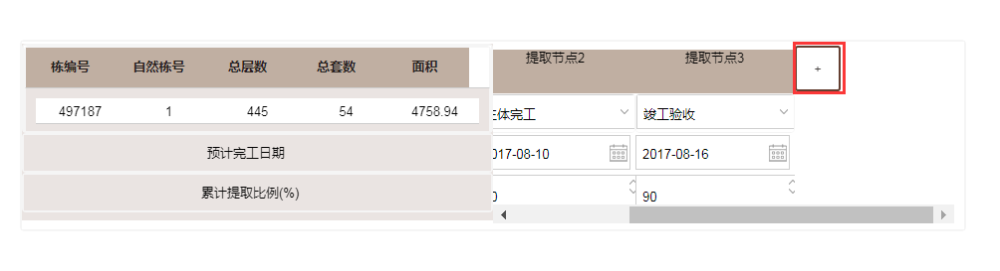 栋编号 自然栋号 总层数 总套数 面积 提取节点2 提取节点3 +
497187 1 445 54 4758.94 体完工 竣工验收
预计完工日期 017-08-10 2017-08-16
累计提取比例(%) 0 90